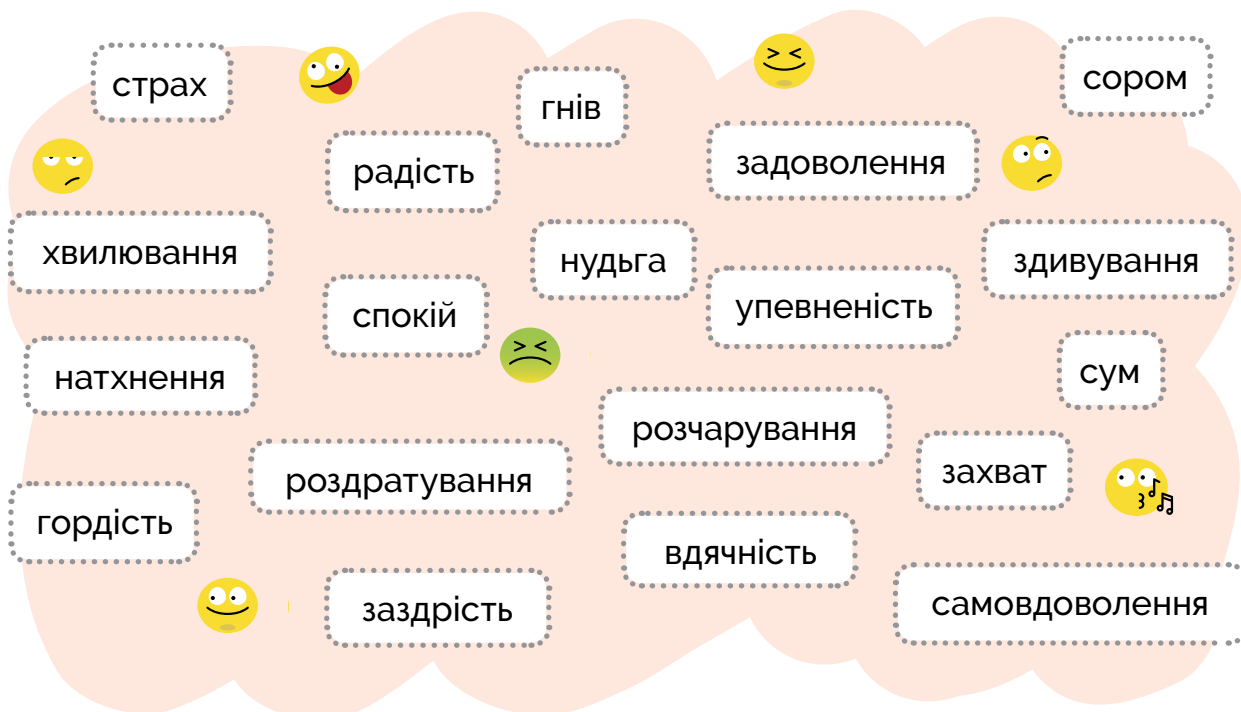 страх
гнів
сором
радість
задоволення
хвилювання
нудьга
здивування
спокій
упевненість
натхнення
сум
розчарування
роздратування
захват
гордість
вдячність
заздрість
самовдоволення